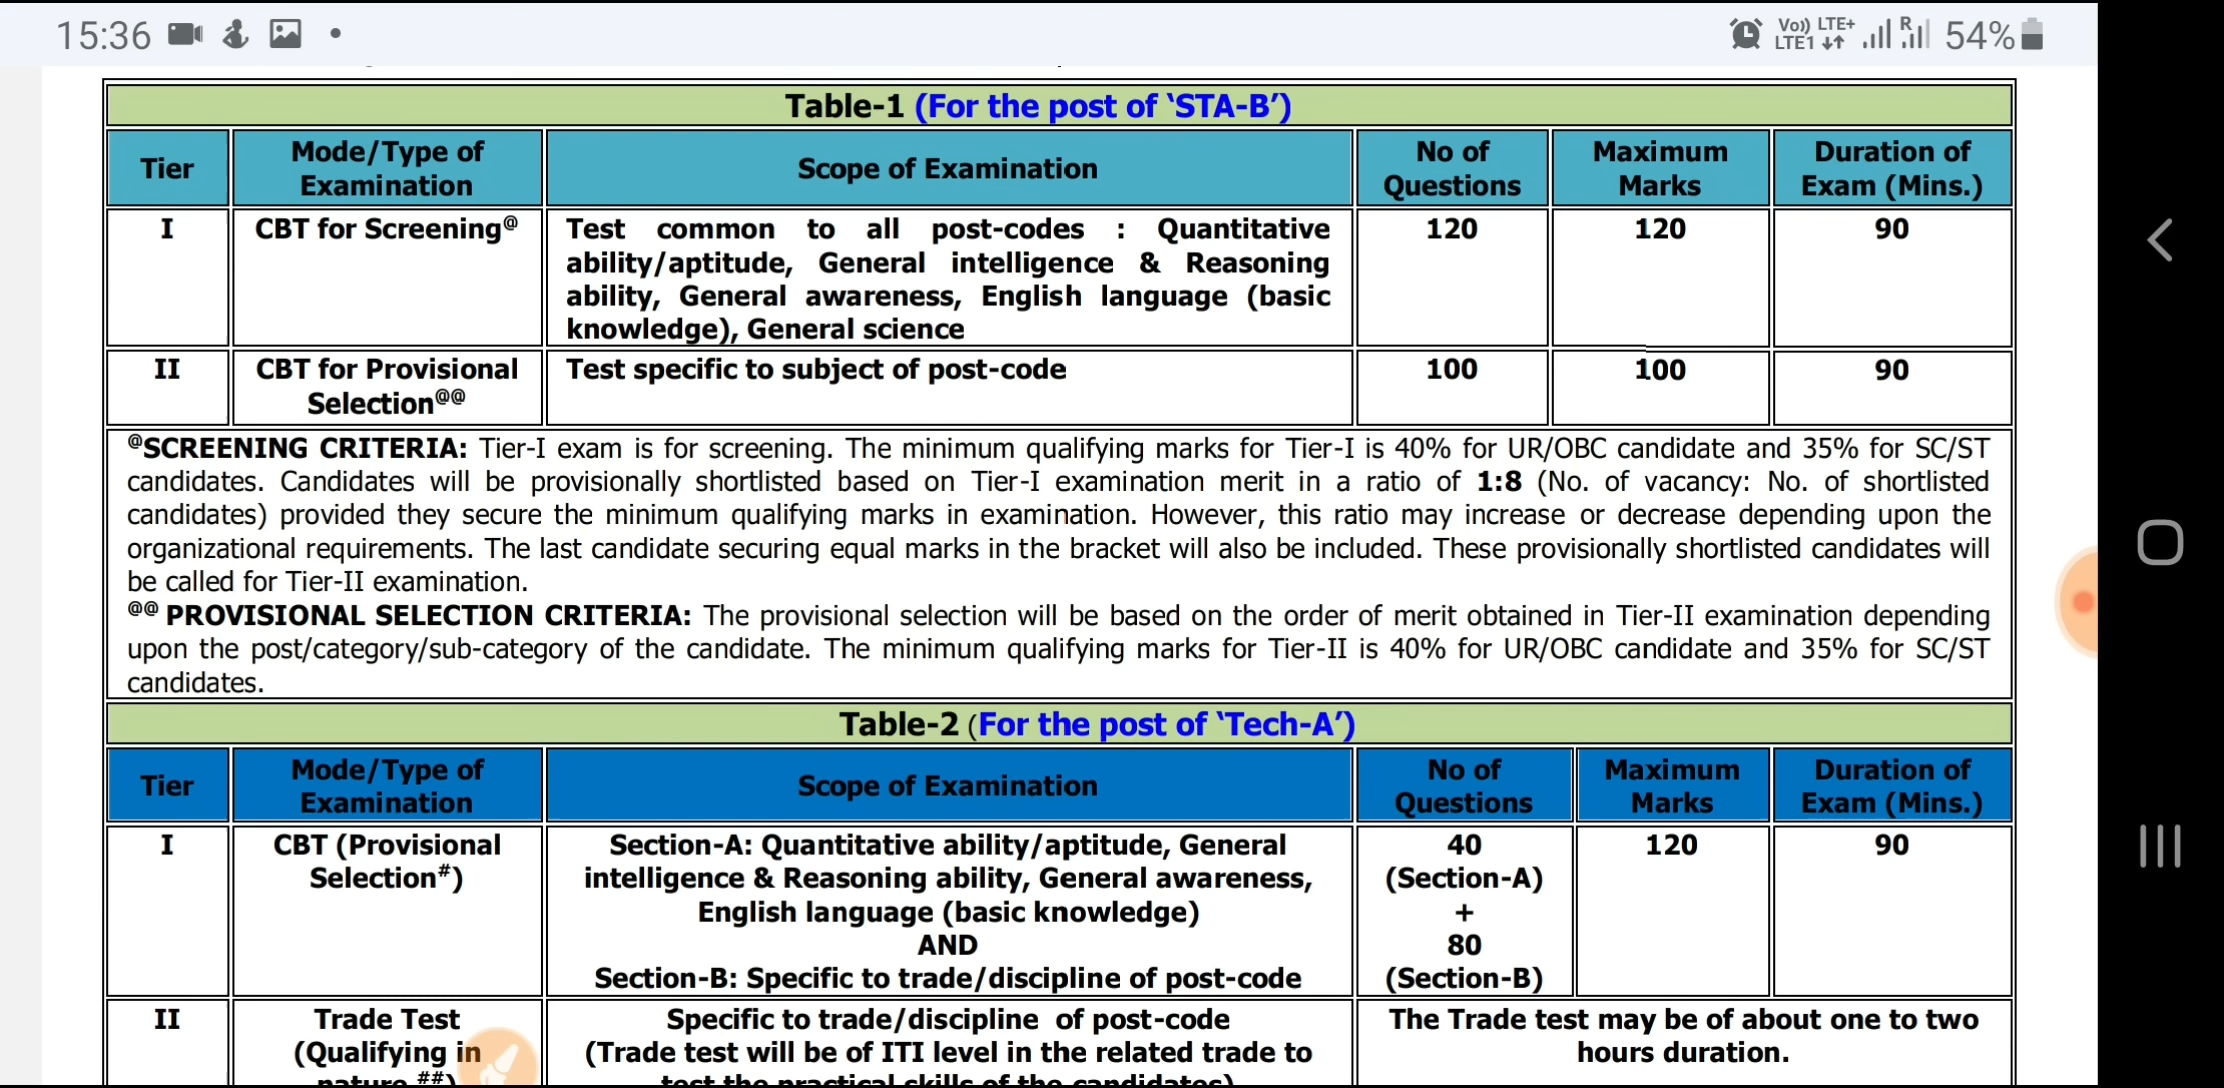 15:36
Vo)) LTE+
LTE1
R
54%
Table-1 (For the post of ‘STA-B’)
Tier
Mode/Type of
Examination
Scope of Examination
No of
Questions
Maximum
Marks
Duration of
Exam (Mins.)
I
CBT for Screening@
Test common to all post-codes : Quantitative
ability/aptitude, General intelligence & Reasoning
ability, General awareness, English language (basic
knowledge), General science
120
120
90
II
CBT for Provisional
Selection@@
Test specific to subject of post-code
100
100
90
@SCREENING CRITERIA: Tier-I exam is for screening. The minimum qualifying marks for Tier-I is 40% for UR/OBC candidate and 35% for SC/ST
candidates. Candidates will be provisionally shortlisted based on Tier-I examination merit in a ratio of 1:8 (No. of vacancy: No. of shortlisted
candidates) provided they secure the minimum qualifying marks in examination. However, this ratio may increase or decrease depending upon the
organizational requirements. The last candidate securing equal marks in the bracket will also be included. These provisionally shortlisted candidates will
be called for Tier-II examination.
@@ PROVISIONAL SELECTION CRITERIA: The provisional selection will be based on the order of merit obtained in Tier-II examination depending
upon the post/category/sub-category of the candidate. The minimum qualifying marks for Tier-II is 40% for UR/OBC candidate and 35% for SC/ST
candidates.
Table-2 (For the post of ‘Tech-A’)
Tier
Mode/Type of
Examination
Scope of Examination
No of
Questions
Maximum
Marks
Duration of
Exam (Mins.)
I
CBT (Provisional
Selection#)
Section-A: Quantitative ability/aptitude, General
intelligence & Reasoning ability, General awareness,
English language (basic knowledge)
AND
Section-B: Specific to trade/discipline of post-code
40
(Section-A)
+
80
(Section-B)
120
90
II
Trade Test
(Qualifying in
nature ##)
Specific to trade/discipline of post-code
(Trade test will be of ITI level in the related trade to
test the practical skills of the candidates)
The Trade test may be of about one to two
hours duration.